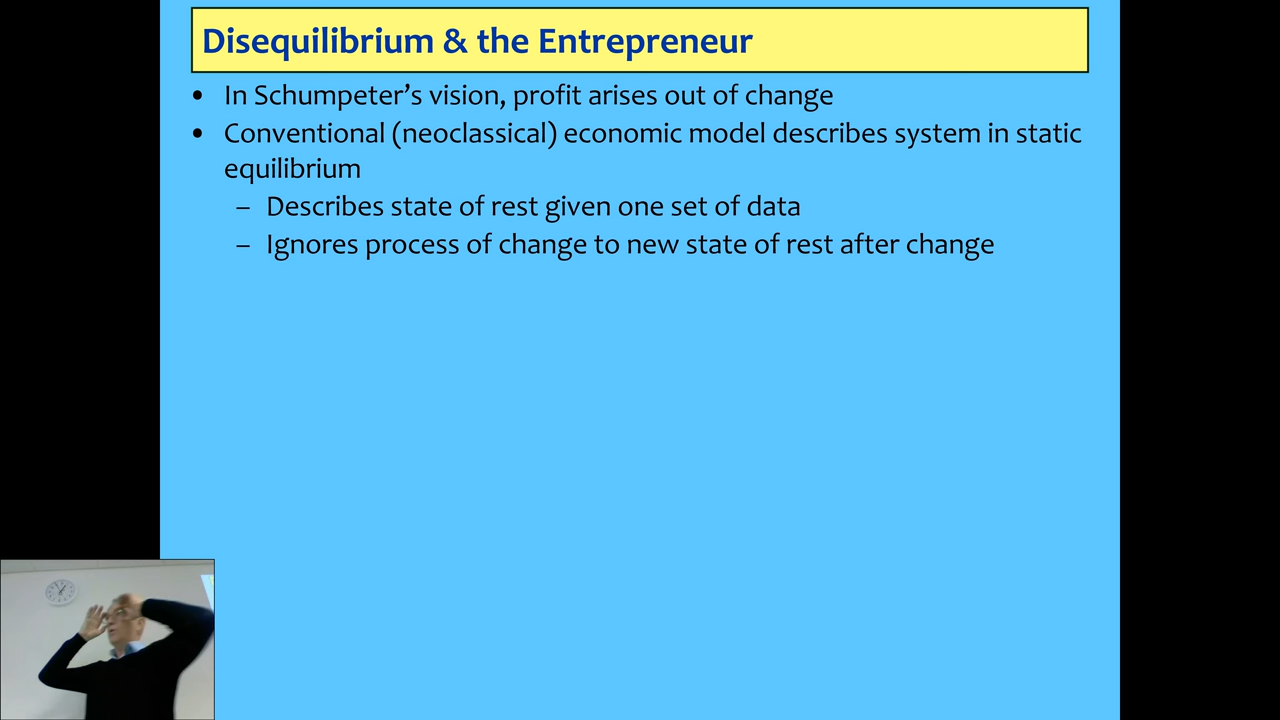 Disequilibrium & the Entrepreneur
• In Schumpeter’s vision, profit arises out of change
• Conventional (neoclassical) economic model describes system in static
equilibrium
– Describes state of rest given one set of data
– Ignores process of change to new state of rest after change